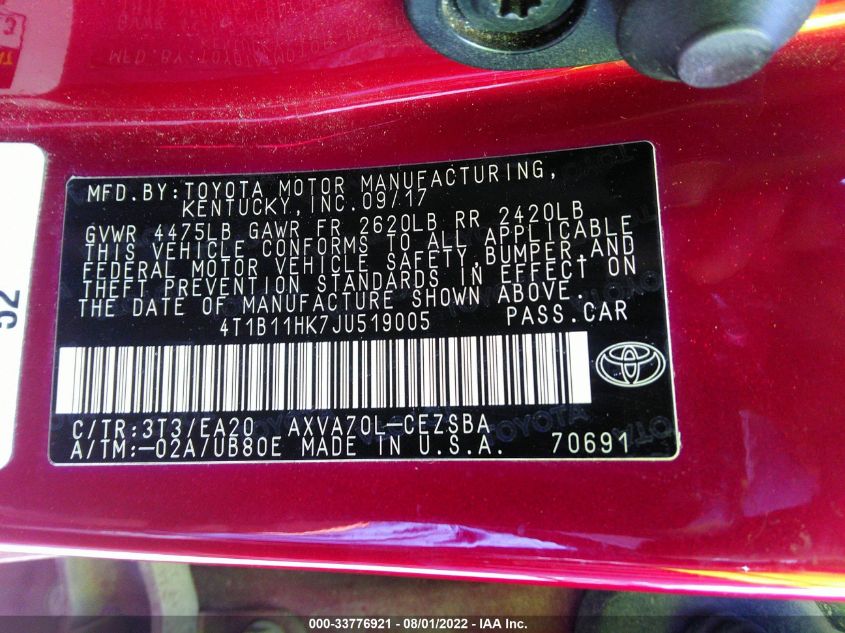 MFD.BY:TOYOTA MOTOR MANUFACTURING,
KENTUCKY, INC.09/17
GVWR 4475LB GAWR FR 2620LB RR 2420LB
THIS VEHICLE CONFORMS TO ALL APPLICABLE
FEDERAL MOTOR VEHICLE SAFETY,BUMPER,AND
THEFT PREVENTION STANDARDS IN EFFECT ON
THE DATE OF MANUFACTURE SHOWN ABOVE.
4T1B11HK7JU519005 PASS.CAR
C/TR:3T3/EA20 AXVA70L-CEZSBA
A/TM:-02A/UB80E MADE IN U.S.A. 70691
000-33776921 - 08/01/2022 - IAA Inc.